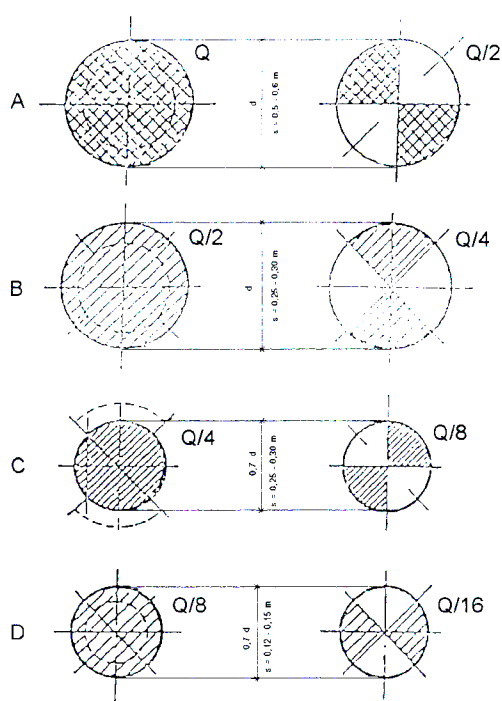 A
Q
d
s = 0,5 - 0,6 m
Q/2
B
Q/2
d
s = 0,25 - 0,30 m
Q/4
C
Q/4
0,7 d
s = 0,25 - 0,30 m
Q/8
D
Q/8
0,7 d
s = 0,12 - 0,15 m
Q/16